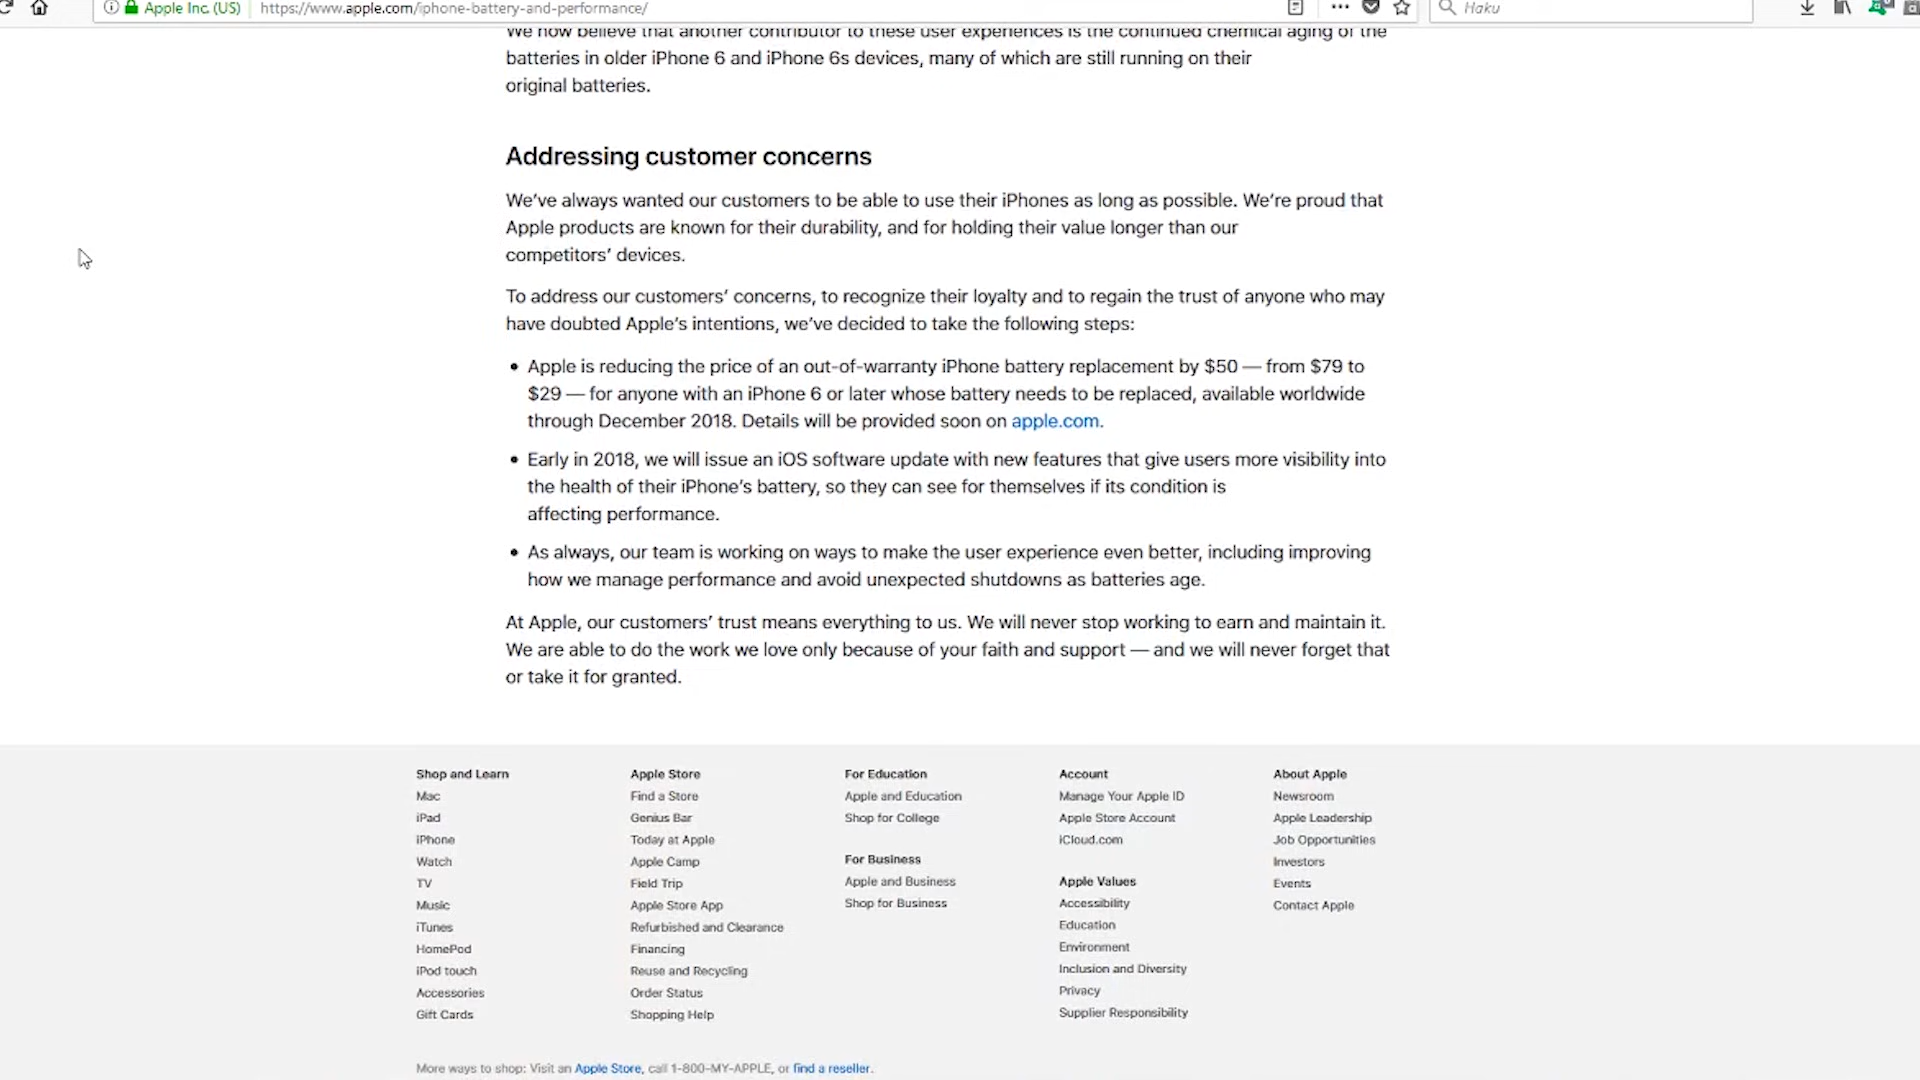 Apple Inc. (US)
https://www.apple.com/iphone-battery-and-performance/
Haku
We now believe that another contributor to these user experiences is the continued chemical aging of the
batteries in older iPhone 6 and iPhone 6s devices, many of which are still running on their
original batteries.
Addressing customer concerns
We’ve always wanted our customers to be able to use their iPhones as long as possible. We’re proud that
Apple products are known for their durability, and for holding their value longer than our
competitors’ devices.
To address our customers’ concerns, to recognize their loyalty and to regain the trust of anyone who may
have doubted Apple’s intentions, we’ve decided to take the following steps:
• Apple is reducing the price of an out-of-warranty iPhone battery replacement by $50 — from $79 to
$29 — for anyone with an iPhone 6 or later whose battery needs to be replaced, available worldwide
through December 2018. Details will be provided soon on apple.com.
• Early in 2018, we will issue an iOS software update with new features that give users more visibility into
the health of their iPhone’s battery, so they can see for themselves if its condition is
affecting performance.
• As always, our team is working on ways to make the user experience even better, including improving
how we manage performance and avoid unexpected shutdowns as batteries age.
At Apple, our customers’ trust means everything to us. We will never stop working to earn and maintain it.
We are able to do the work we love only because of your faith and support — and we will never forget that
or take it for granted.
Shop and Learn
Mac
iPad
iPhone
Watch
TV
Music
iTunes
HomePod
iPod touch
Accessories
Gift Cards
Apple Store
Find a Store
Genius Bar
Today at Apple
Apple Camp
Field Trip
Apple Store App
Refurbished and Clearance
Financing
Reuse and Recycling
Order Status
Shopping Help
For Education
Apple and Education
Shop for College
For Business
Apple and Business
Shop for Business
Account
Manage Your Apple ID
Apple Store Account
iCloud.com
Apple Values
Accessibility
Education
Environment
Inclusion and Diversity
Privacy
Supplier Responsibility
About Apple
Newsroom
Apple Leadership
Job Opportunities
Investors
Events
Contact Apple
More ways to shop: Visit an Apple Store, call 1-800-MY-APPLE, or find a reseller.